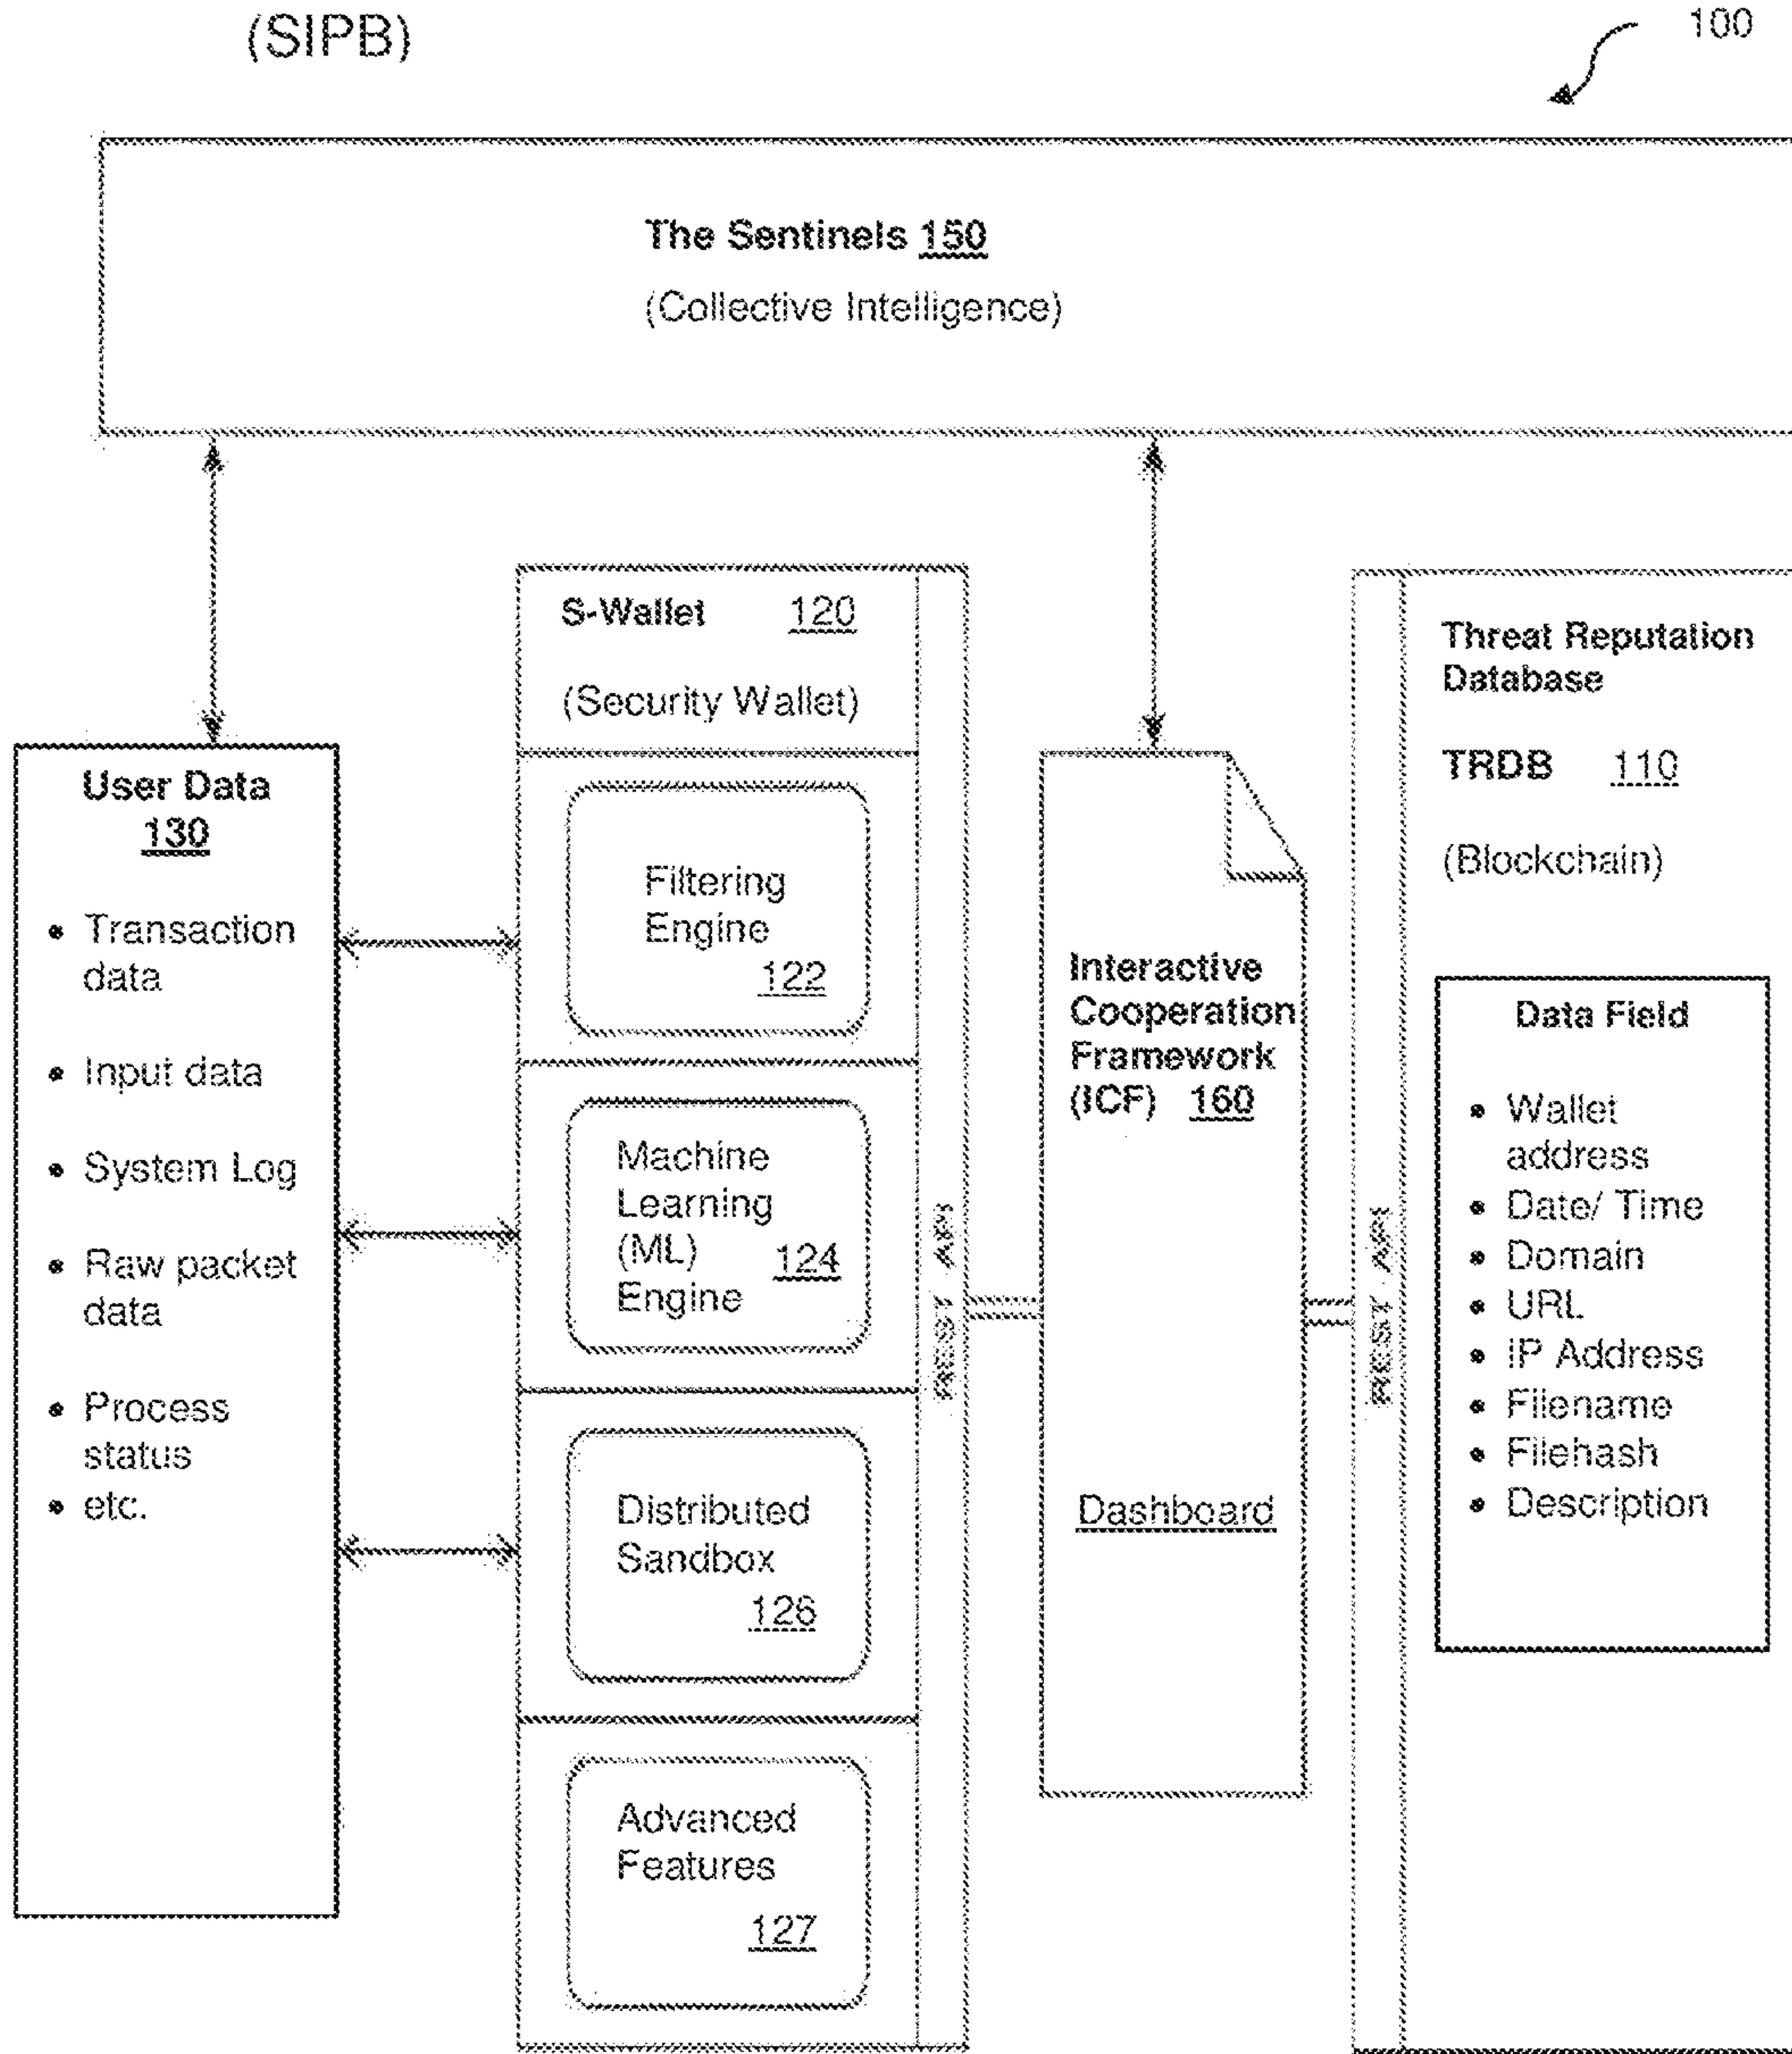 (SIPB)
100
The Sentinels 150
(Collective Intelligence)
User Data
130
• Transaction
data
• Input data
• System Log
• Raw packet
data
• Process
status
• etc.
S-Wallet 120
(Security Wallet)
Filtering
Engine
122
Machine
Learning
(ML) 124
Engine
Distributed
Sandbox
126
Advanced
Features
127
REST API
Interactive
Cooperation
Framework
(ICF) 160
Dashboard
REST API
Threat Reputation
Database
TRDB 110
(Blockchain)
Data Field
• Wallet
address
• Date/ Time
• Domain
• URL
• IP Address
• Filename
• Filehash
• Description